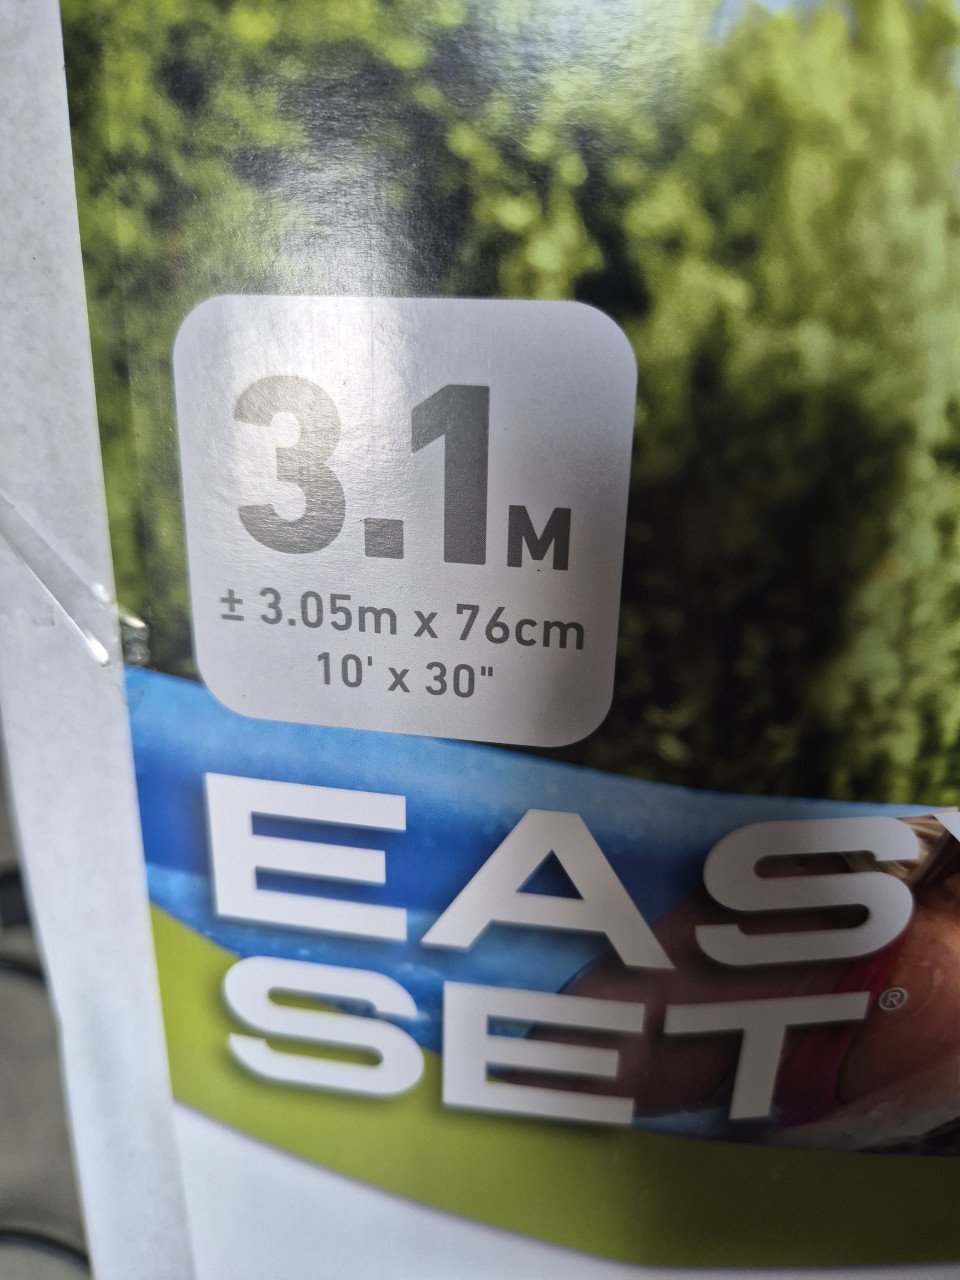 3.1M
± 3.05m x 76cm
10' x 30"
EAS
SET®